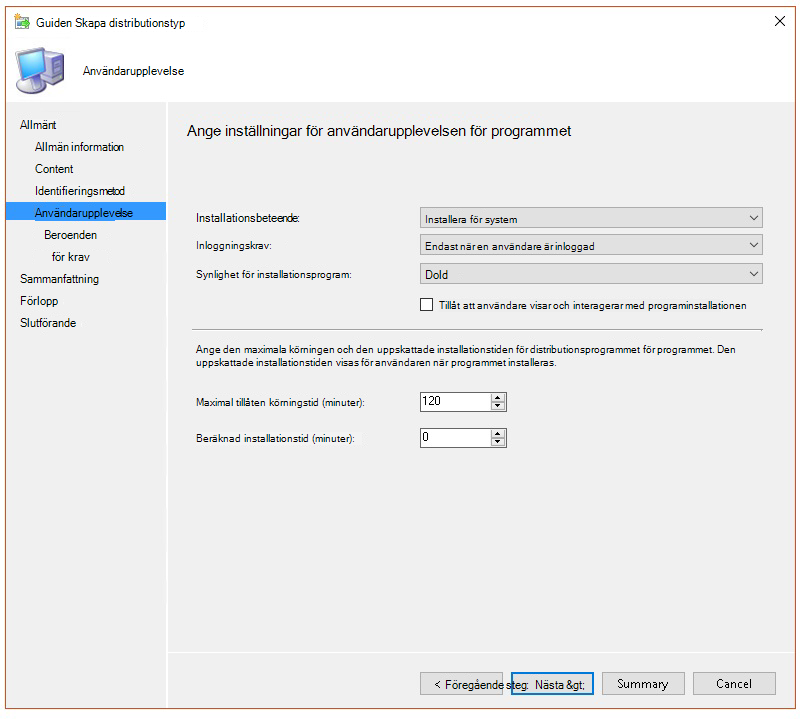 Guiden Skapa distributionstyp
Användarupplevelse
Allmänt
Allmän information
Content
Identifieringsmetod
Användarupplevelse
Beroenden
för krav
Sammanfattning
Förlopp
Slutförande
Ange inställningar för användarupplevelsen för programmet
Installationsbeteende:
Installera för system
Inloggningskrav:
Endast när en användare är inloggad
Synlighet för installationsprogram:
Dold
Tillåt att användare visar och interagerar med programinstallationen
Ange den maximala körningen och den uppskattade installationstiden för distributionsprogrammet för programmet. Den
uppskattade installationstiden visas för användaren när programmet installeras.
Maximal tillåten körningstid (minuter):
120
Beräknad installationstid (minuter):
0
< Föregående steg: Nästa &gt; Summary Cancel